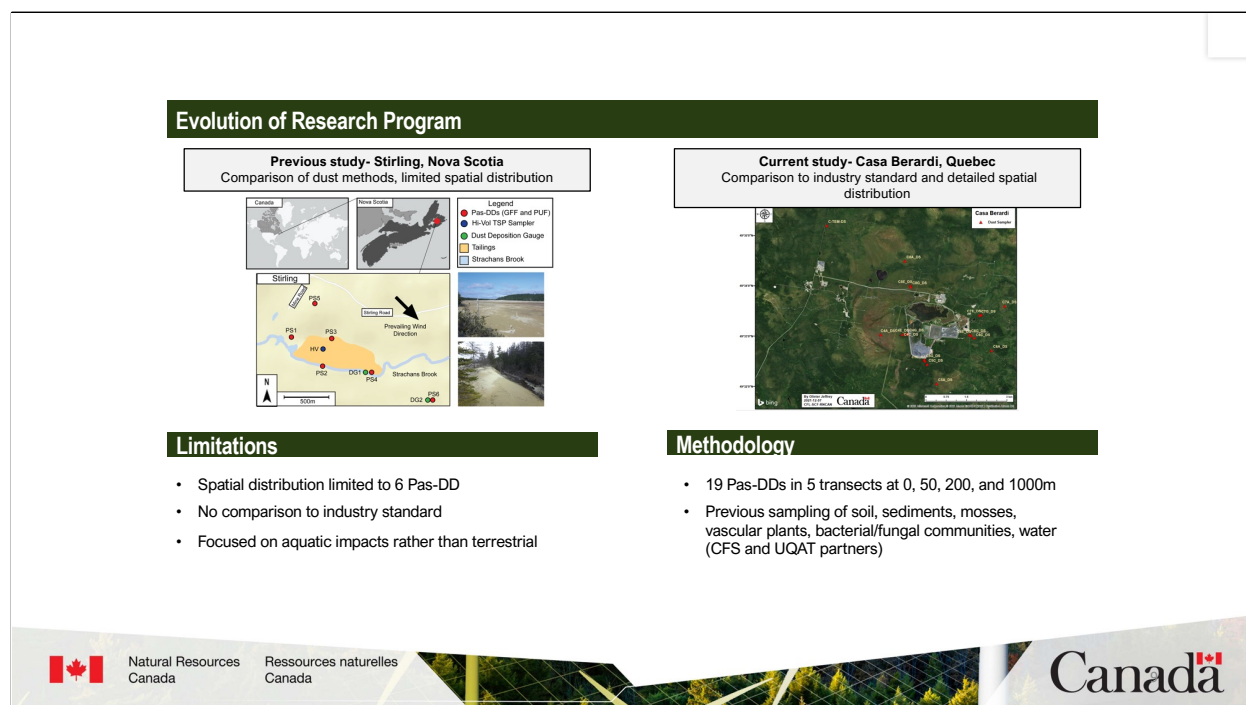 Evolution of Research Program
Previous study- Stirling, Nova Scotia
Comparison of dust methods, limited spatial distribution
Canada
Nova Scotia
Legend
Pas-DDs (GFF and PUF)
Hi-Vol TSP Sampler
Dust Deposition Gauge
Tailings
Strachans Brook
Stirling
PS5
Stirling Road
Prevailing Wind
Direction
PS1
PS3
HV
PS2
DG1
PS4
Strachans Brook
N
500m
PS6
DG2
Current study- Casa Berardi, Quebec
Comparison to industry standard and detailed spatial
distribution
Casa Berardi
Dust Sampler
bing
Canada
Limitations
• Spatial distribution limited to 6 Pas-DD
• No comparison to industry standard
• Focused on aquatic impacts rather than terrestrial
Methodology
• 19 Pas-DDs in 5 transects at 0, 50, 200, and 1000m
• Previous sampling of soil, sediments, mosses,
vascular plants, bacterial/fungal communities, water
(CFS and UQAT partners)
Natural Resources
Canada
Ressources naturelles
Canada
Canada